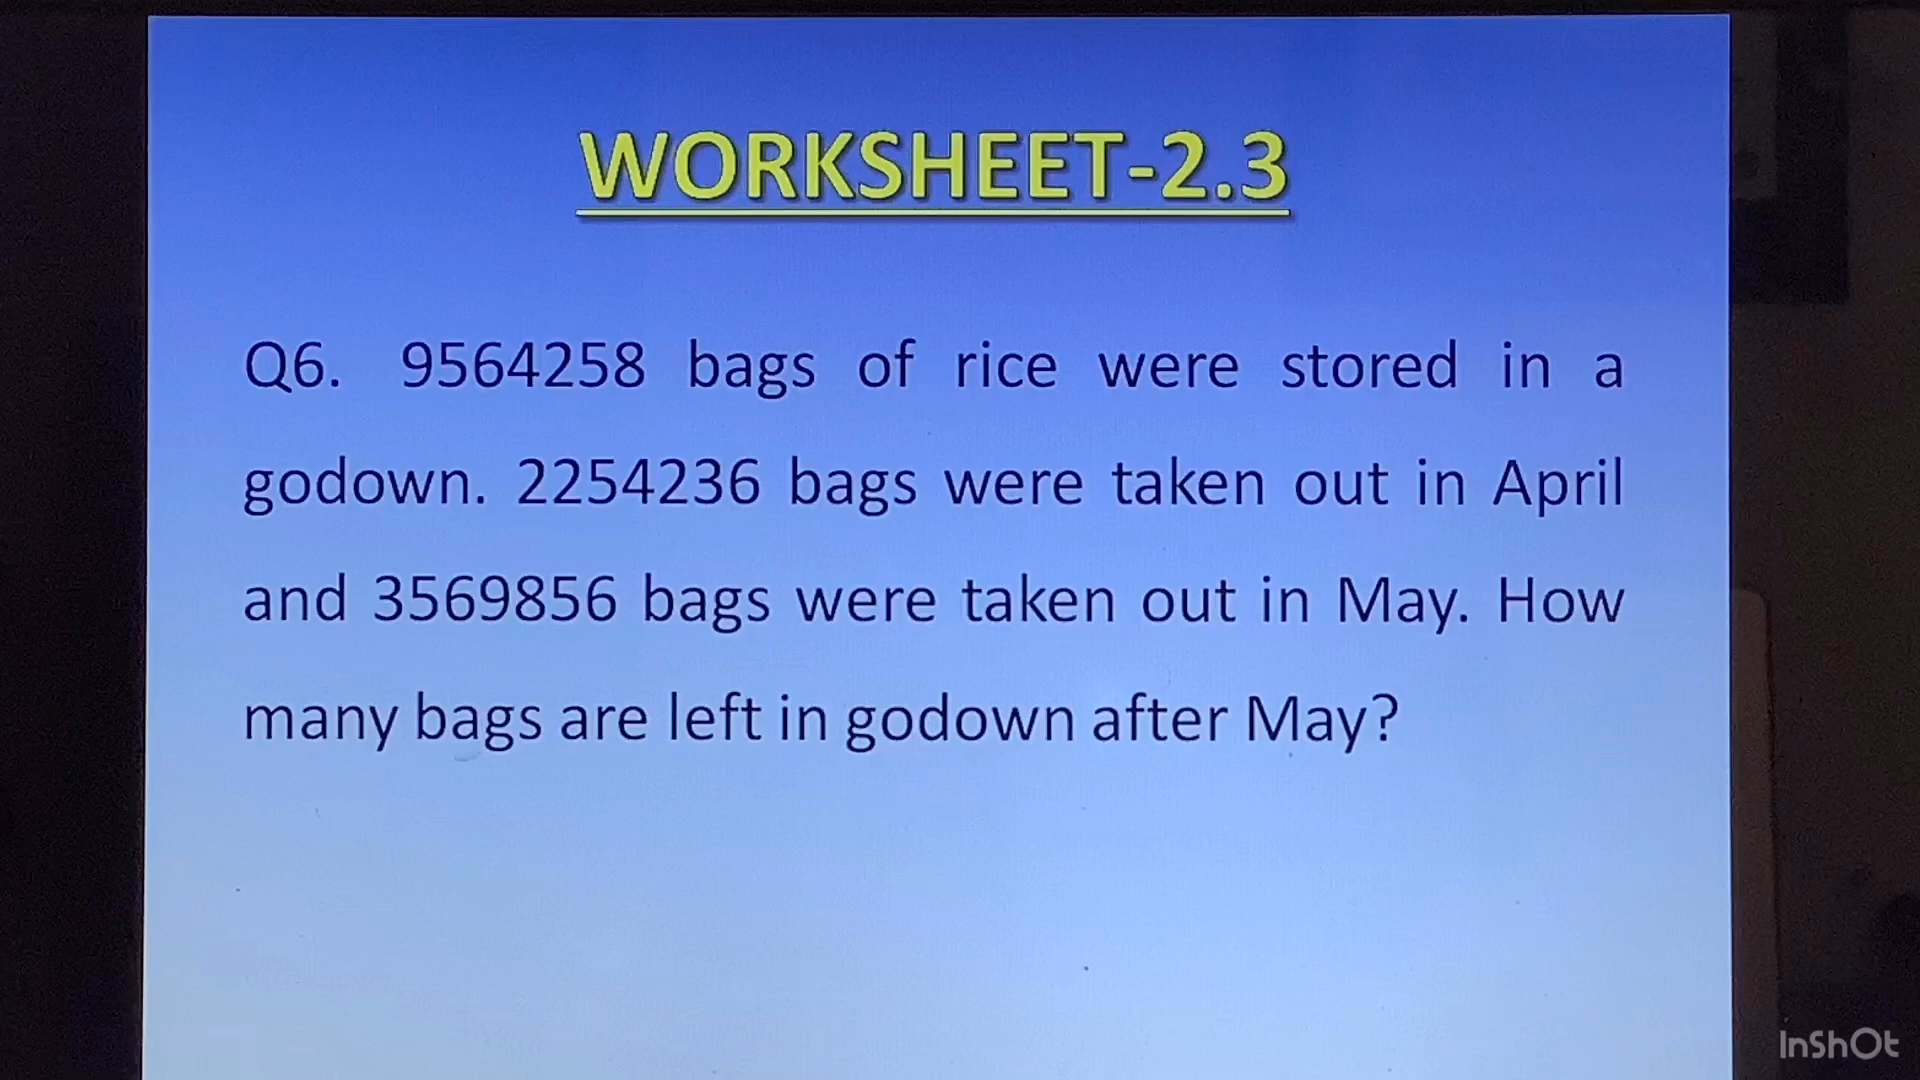 WORKSHEET-2.3
Q6. 9564258 bags of rice were stored in a
godown. 2254236 bags were taken out in April
and 3569856 bags were taken out in May. How
many bags are left in godown after May?
InShOt